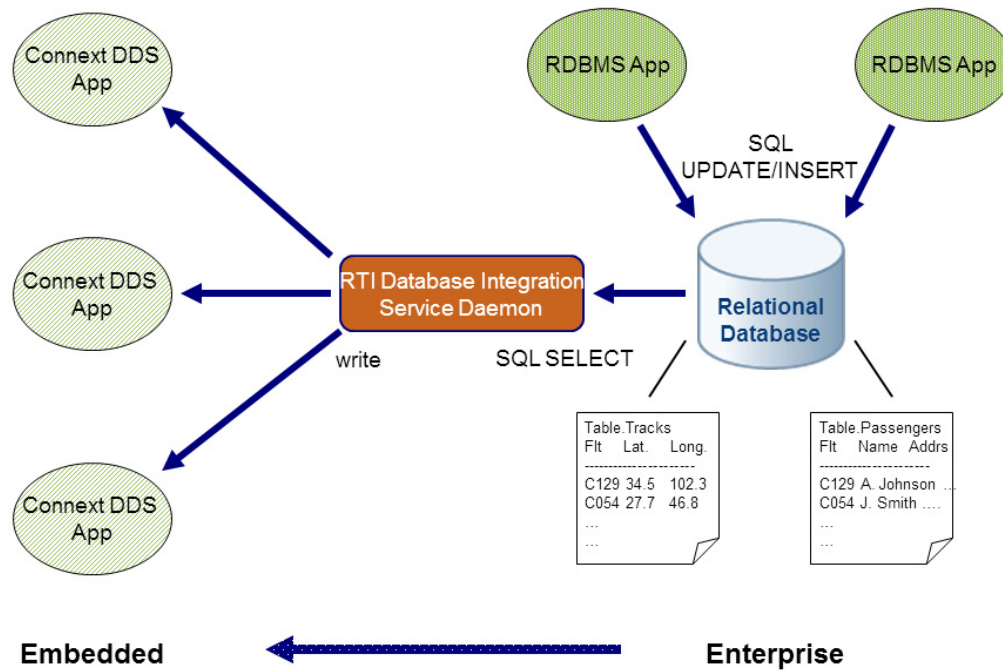 Connext DDS
App
RDBMS App
RDBMS App
SQL
UPDATE/INSERT
Connext DDS
App
RTI Database Integration
Service Daemon
Relational
Database
write
SQL SELECT
Table.Tracks
Flt Lat. Long.
----------------------
C129 34.5 102.3
C054 27.7 46.8
...
...
Table.Passengers
Flt Name Addrs
----------------------
C129 A. Johnson ...
C054 J. Smith ....
...
...
Connext DDS
App
Embedded
Enterprise